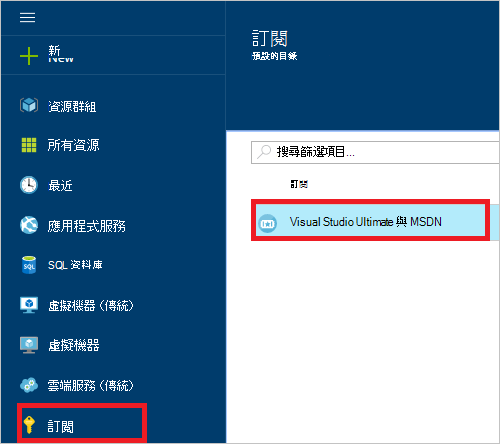 新
New
資源群組
所有資源
最近
應用程式服務
SQL 資料庫
虛擬機器 (傳統)
虛擬機器
雲端服務 (傳統)
訂閱
訂閱
預設的目錄
搜尋篩選項目...
訂閱
Visual Studio Ultimate 與 MSDN